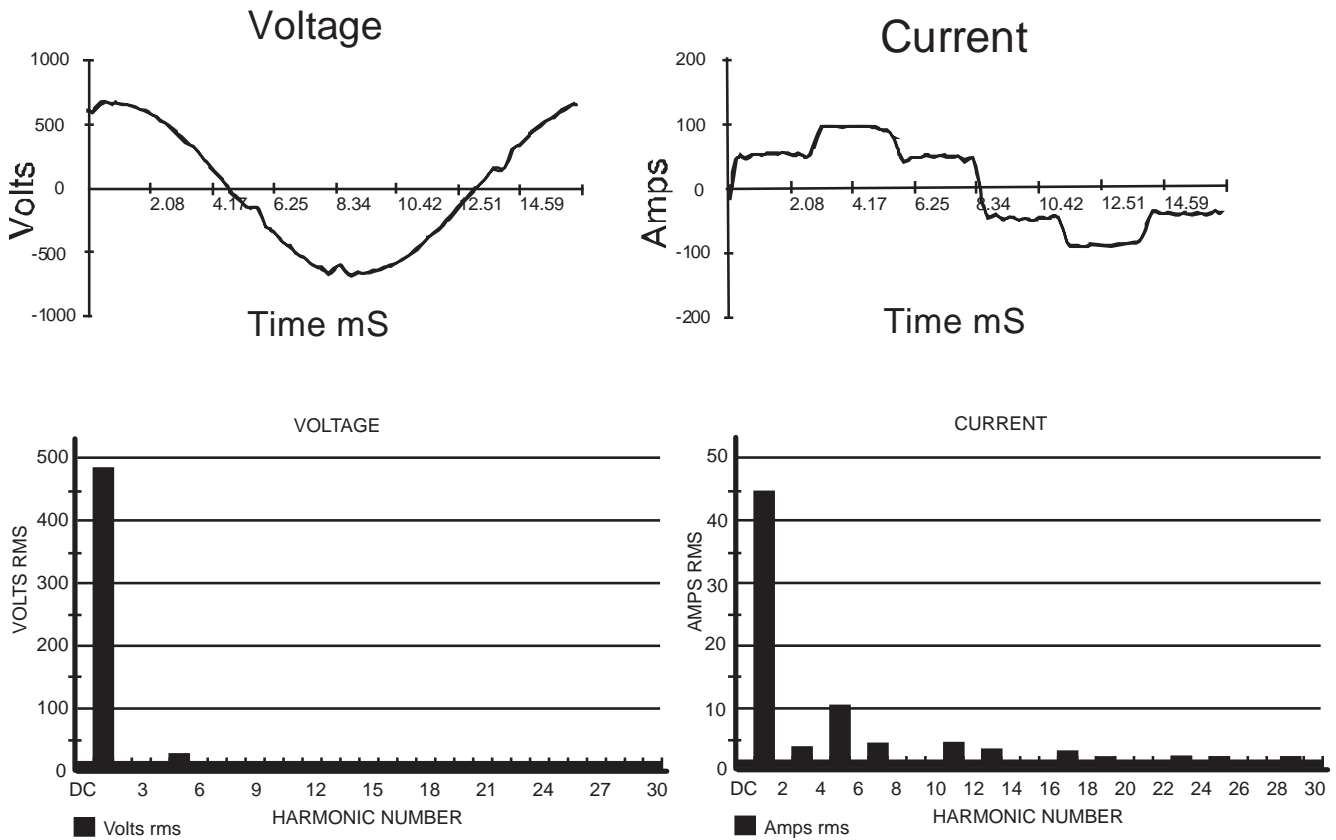 Voltage
1000
500
0
-500
-1000
Volts
2.08 4.17 6.25 8.34 10.42 12.51 14.59
Time mS
Current
200
100
0
-100
-200
Amps
2.08 4.17 6.25 8.34 10.42 12.51 14.59
Time mS
VOLTAGE
500
400
300
200
100
0
VOLTS RMS
DC 3 6 9 12 15 18 21 24 27 30
HARMONIC NUMBER
Volts rms
CURRENT
50
40
30
20
10
0
AMPS RMS
DC 2 4 6 8 10 12 14 16 18 20 22 24 26 28 30
HARMONIC NUMBER
Amps rms